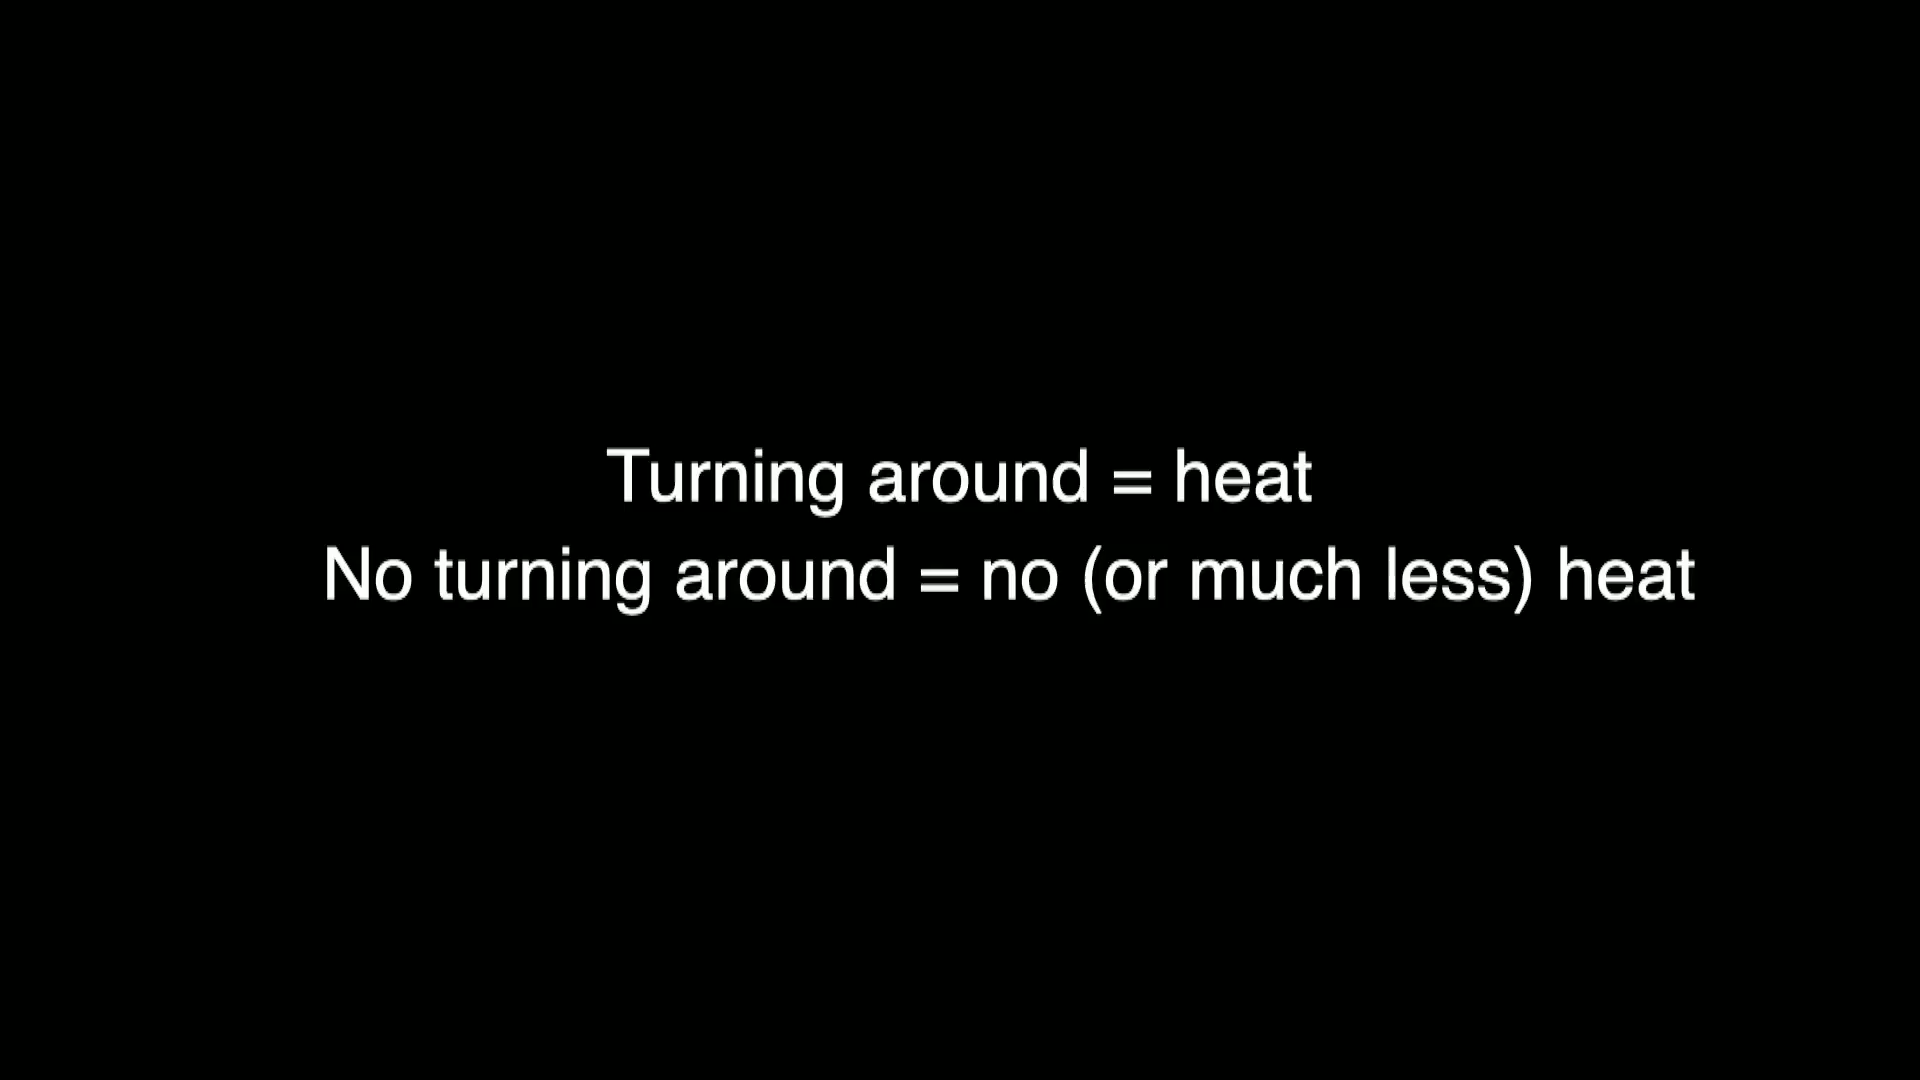 Turning around = heat
No turning around = no (or much less) heat